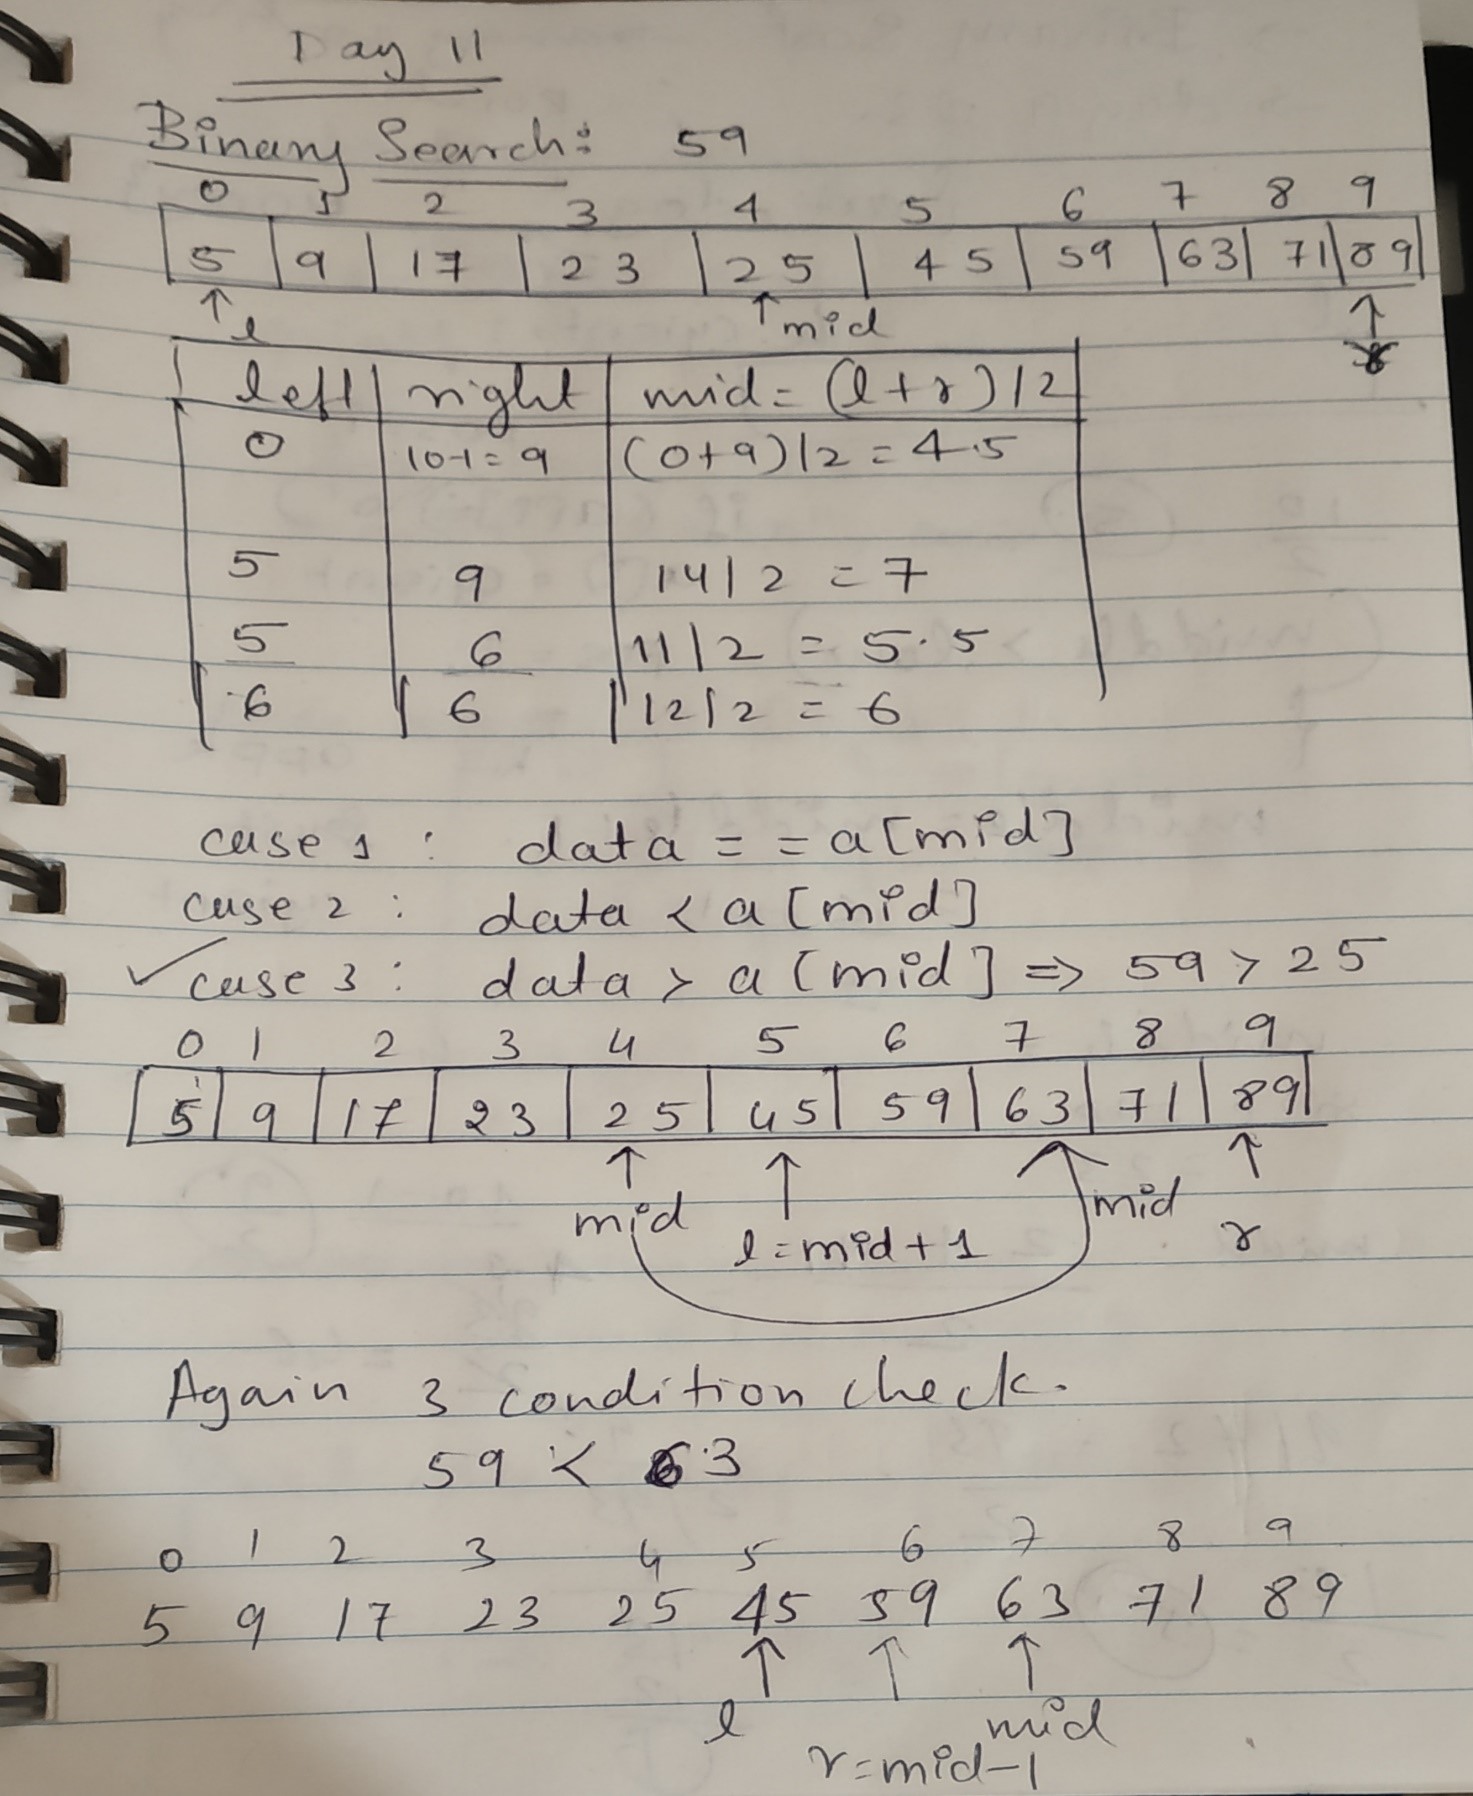 Day 11
Binary Search: 59
0 1 2 3 4 5 6 7 8 9
5 9 17 23 25 45 59 63 71 89
l mid r
left right mid = (l+r)/2
0 10-1=9 (0+9)/2 = 4.5
5 9 14/2 = 7
5 6 11/2 = 5.5
6 6 12/2 = 6
case 1 : data == a[mid]
case 2 : data < a[mid]
✓ case 3 : data > a[mid] => 59 > 25
0 1 2 3 4 5 6 7 8 9
5 9 17 23 25 45 59 63 71 89
mid l = mid + 1 mid r
Again 3 condition check.
59 < 63
0 1 2 3 4 5 6 7 8 9
5 9 17 23 25 45 59 63 71 89
l mid
r=mid-1